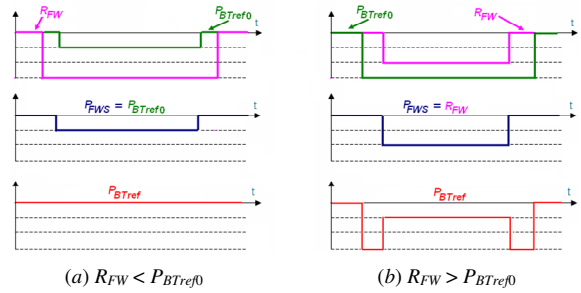 R_FW P_BTref0 t
P_FWS = P_BTref0 t
P_BTref t
(a) R_FW < P_BTref0
P_BTref0 R_FW t
P_FWS = R_FW t
P_BTref t
(b) R_FW > P_BTref0